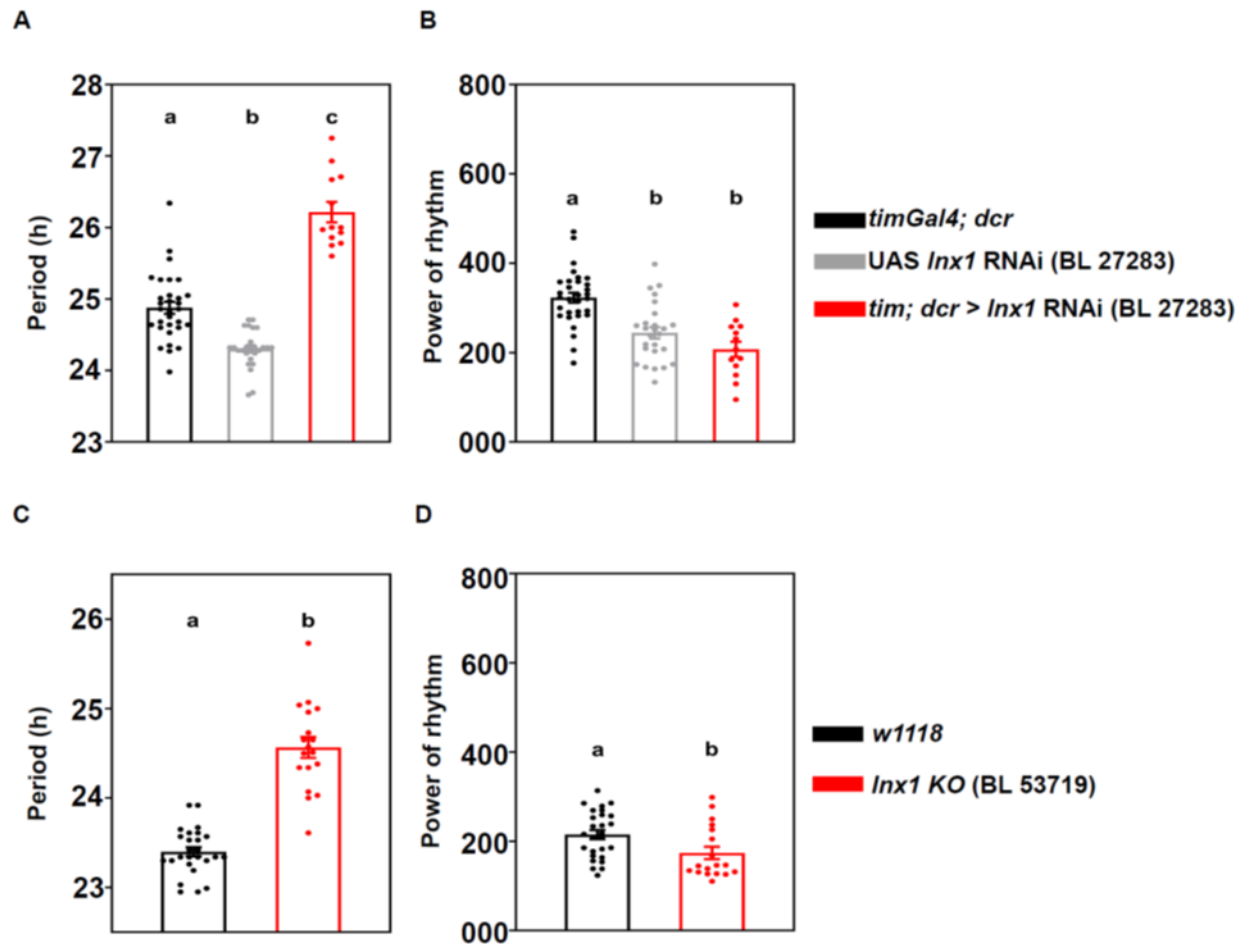 A
B
28
27
26
25
24
23
Period (h)
a b c
800
600
400
200
000
Power of rhythm
a b b
timGal4; dcr
UAS lnx1 RNAi (BL 27283)
tim; dcr > lnx1 RNAi (BL 27283)
C
D
26
25
24
23
Period (h)
a b
800
600
400
200
000
Power of rhythm
a b
w1118
lnx1 KO (BL 53719)